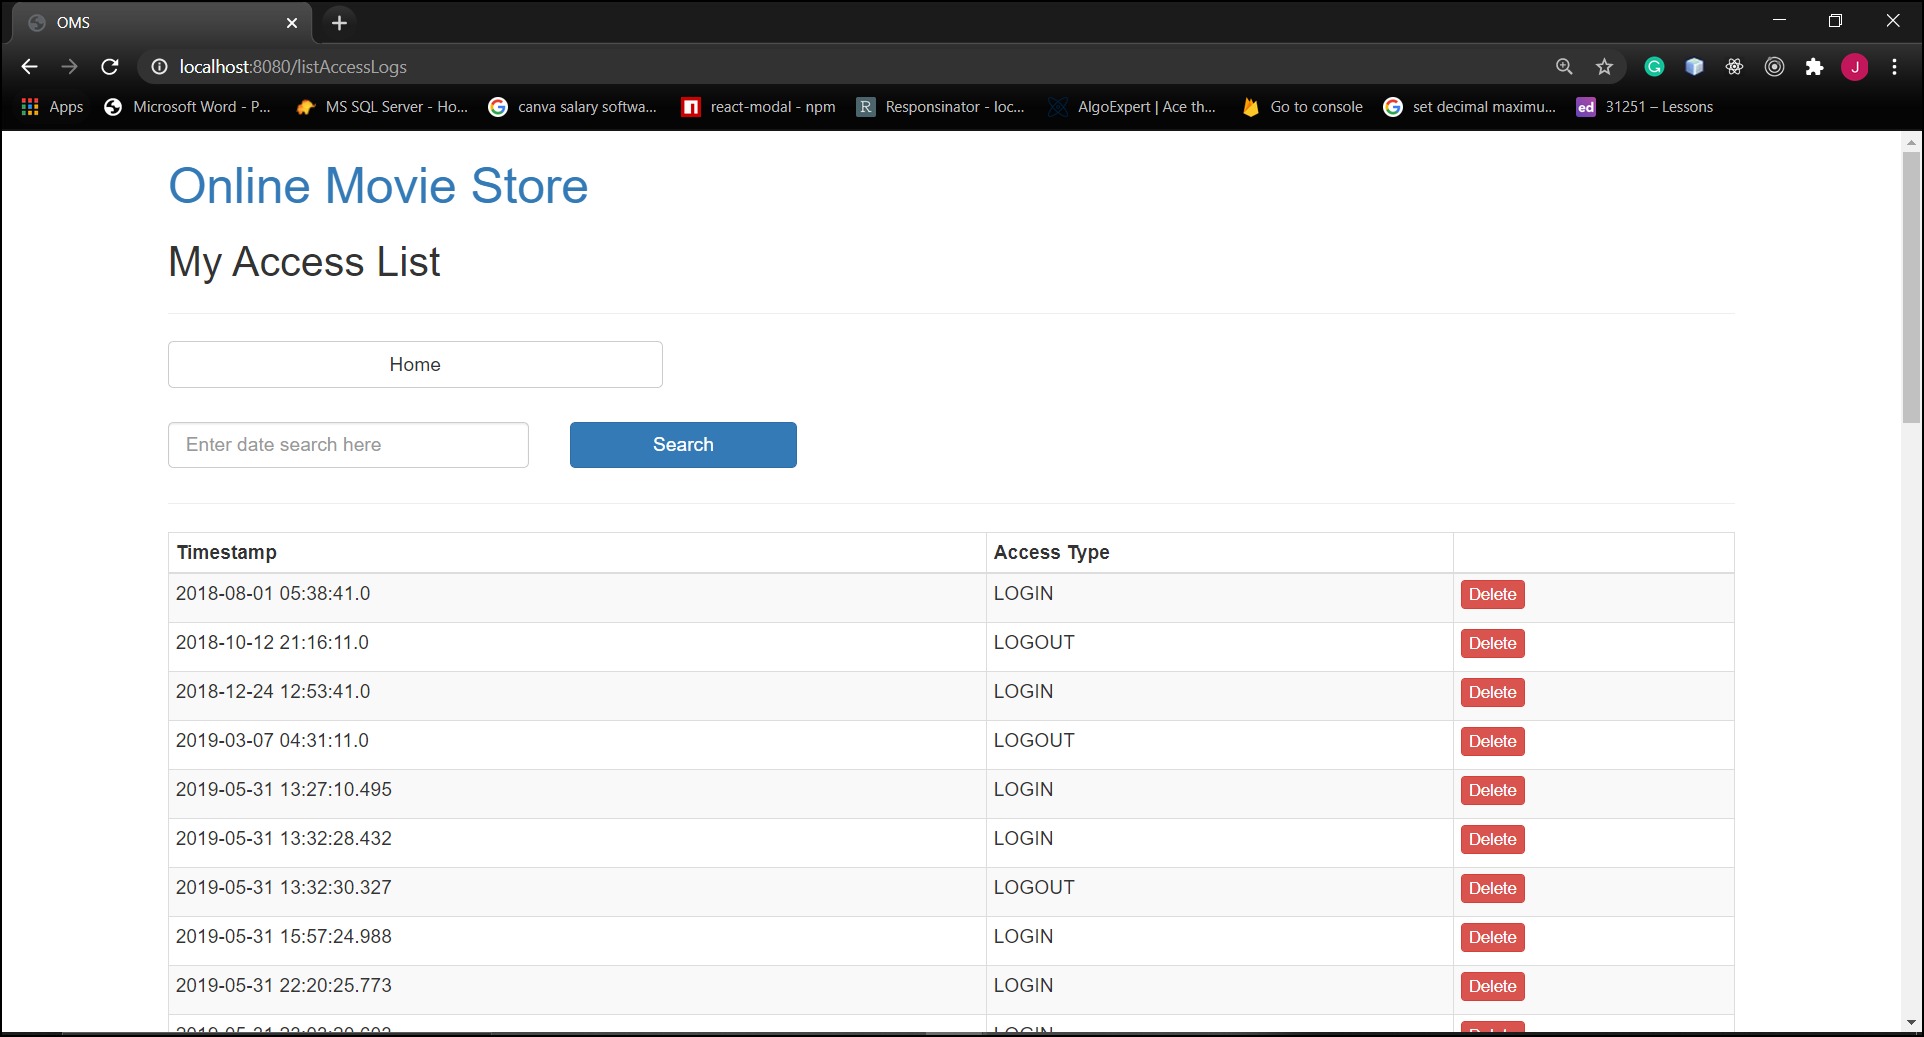 OMS
localhost:8080/listAccessLogs
Apps Microsoft Word - P... MS SQL Server - Ho... canva salary softwa... react-modal - npm Responsinator - loc... AlgoExpert | Ace th... Go to console set decimal maximu... ed 31251 – Lessons
J
Online Movie Store
My Access List
Home
Enter date search here Search
Timestamp Access Type
2018-08-01 05:38:41.0 LOGIN Delete
2018-10-12 21:16:11.0 LOGOUT Delete
2018-12-24 12:53:41.0 LOGIN Delete
2019-03-07 04:31:11.0 LOGOUT Delete
2019-05-31 13:27:10.495 LOGIN Delete
2019-05-31 13:32:28.432 LOGIN Delete
2019-05-31 13:32:30.327 LOGOUT Delete
2019-05-31 15:57:24.988 LOGIN Delete
2019-05-31 22:20:25.773 LOGIN Delete
LOGIN Delete